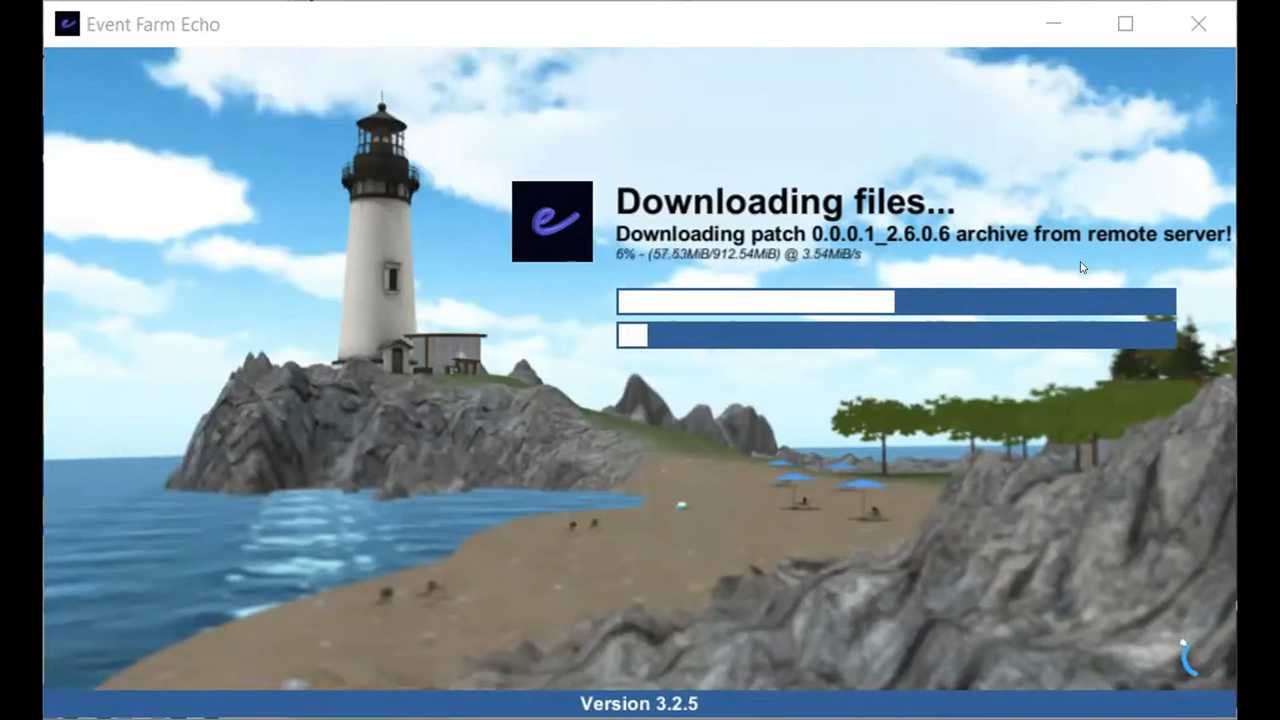 Event Farm Echo
Downloading files...
Downloading patch 0.0.0.1_2.6.0.6 archive from remote server!
6% - (57.53MiB/912.54MiB) @ 3.54MiB/s
Version 3.2.5